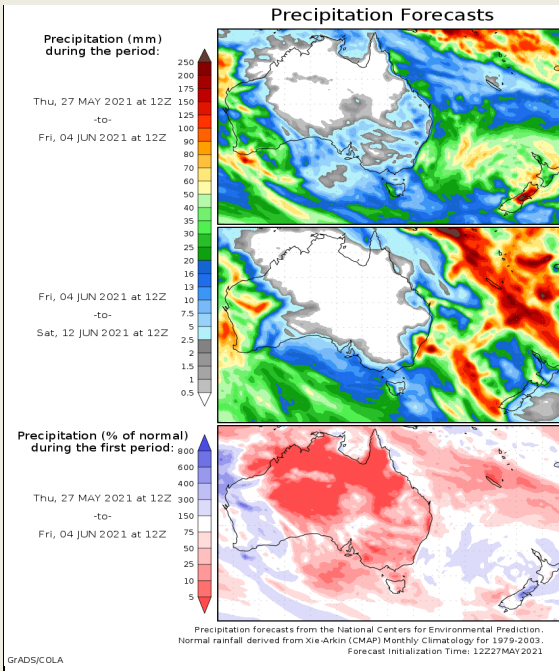 Precipitation Forecasts
Precipitation (mm)
during the period:
Thu, 27 MAY 2021 at 12Z
-to-
Fri, 04 JUN 2021 at 12Z
250
200
175
150
125
100
90
80
70
60
50
40
35
30
25
20
16
13
10
7.5
5
2.5
2
1.5
1
0.5
Fri, 04 JUN 2021 at 12Z
-to-
Sat, 12 JUN 2021 at 12Z
Precipitation (% of normal)
during the first period:
Thu, 27 MAY 2021 at 12Z
-to-
Fri, 04 JUN 2021 at 12Z
800
600
400
300
150
75
50
25
10
5
Precipitation forecasts from the National Centers for Environmental Prediction.
Normal rainfall derived from Xie-Arkin (CMAP) Monthly Climatology for 1979-2003.
Forecast Initialization Time: 12Z27MAY2021
GrADS/COLA